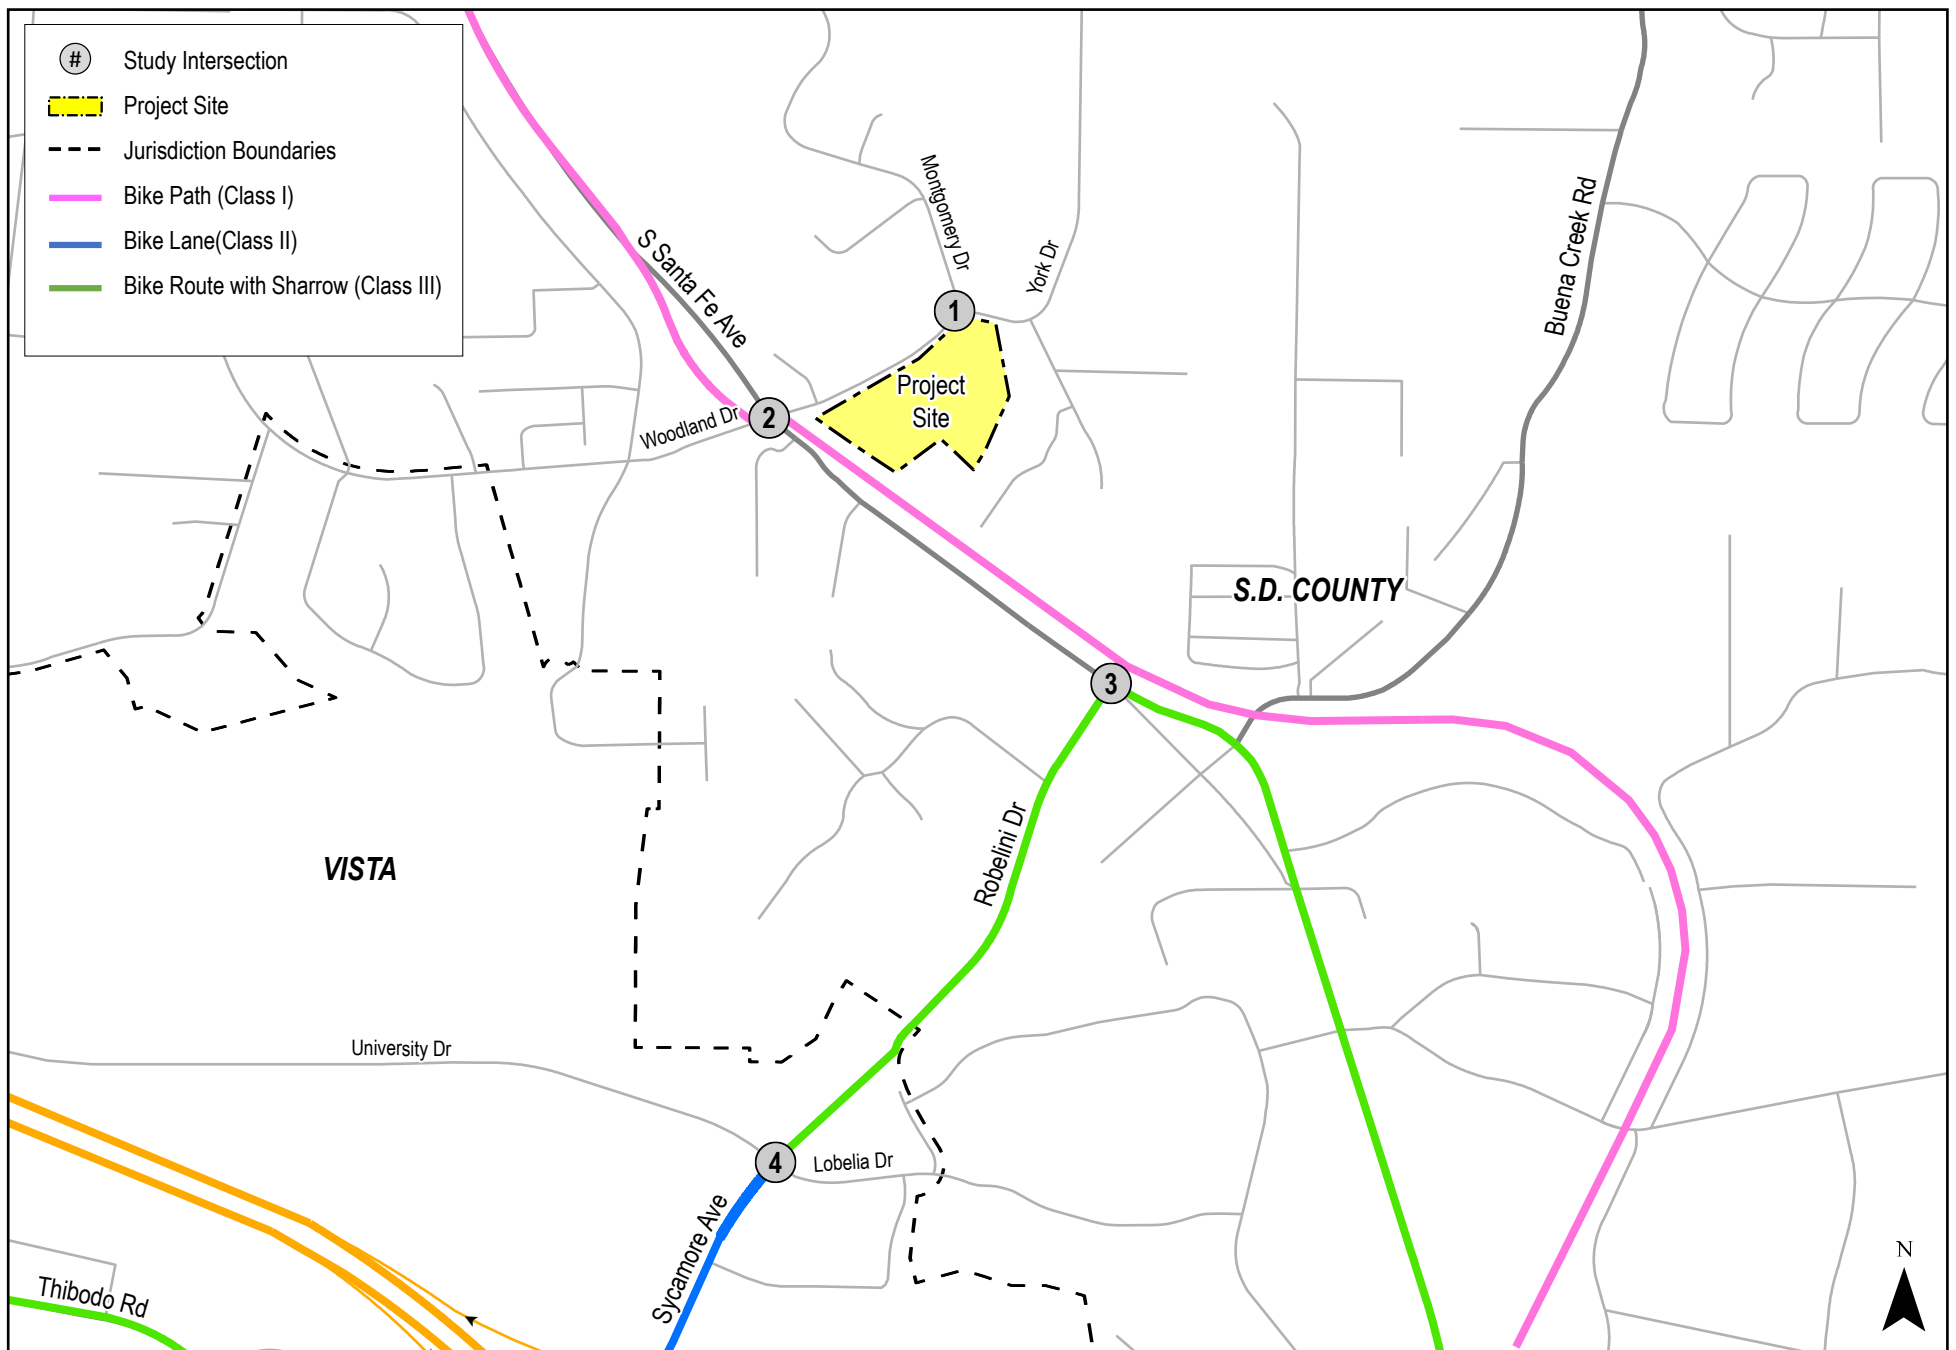 # Study Intersection
Project Site
Jurisdiction Boundaries
Bike Path (Class I)
Bike Lane(Class II)
Bike Route with Sharrow (Class III)
Montgomery Dr
York Dr
Buena Creek Rd
S Santa Fe Ave
1
Project
Site
Woodland Dr
2
S.D. COUNTY
3
Robelini Dr
VISTA
University Dr
4
Lobelia Dr
Sycamore Ave
Thibodo Rd
N